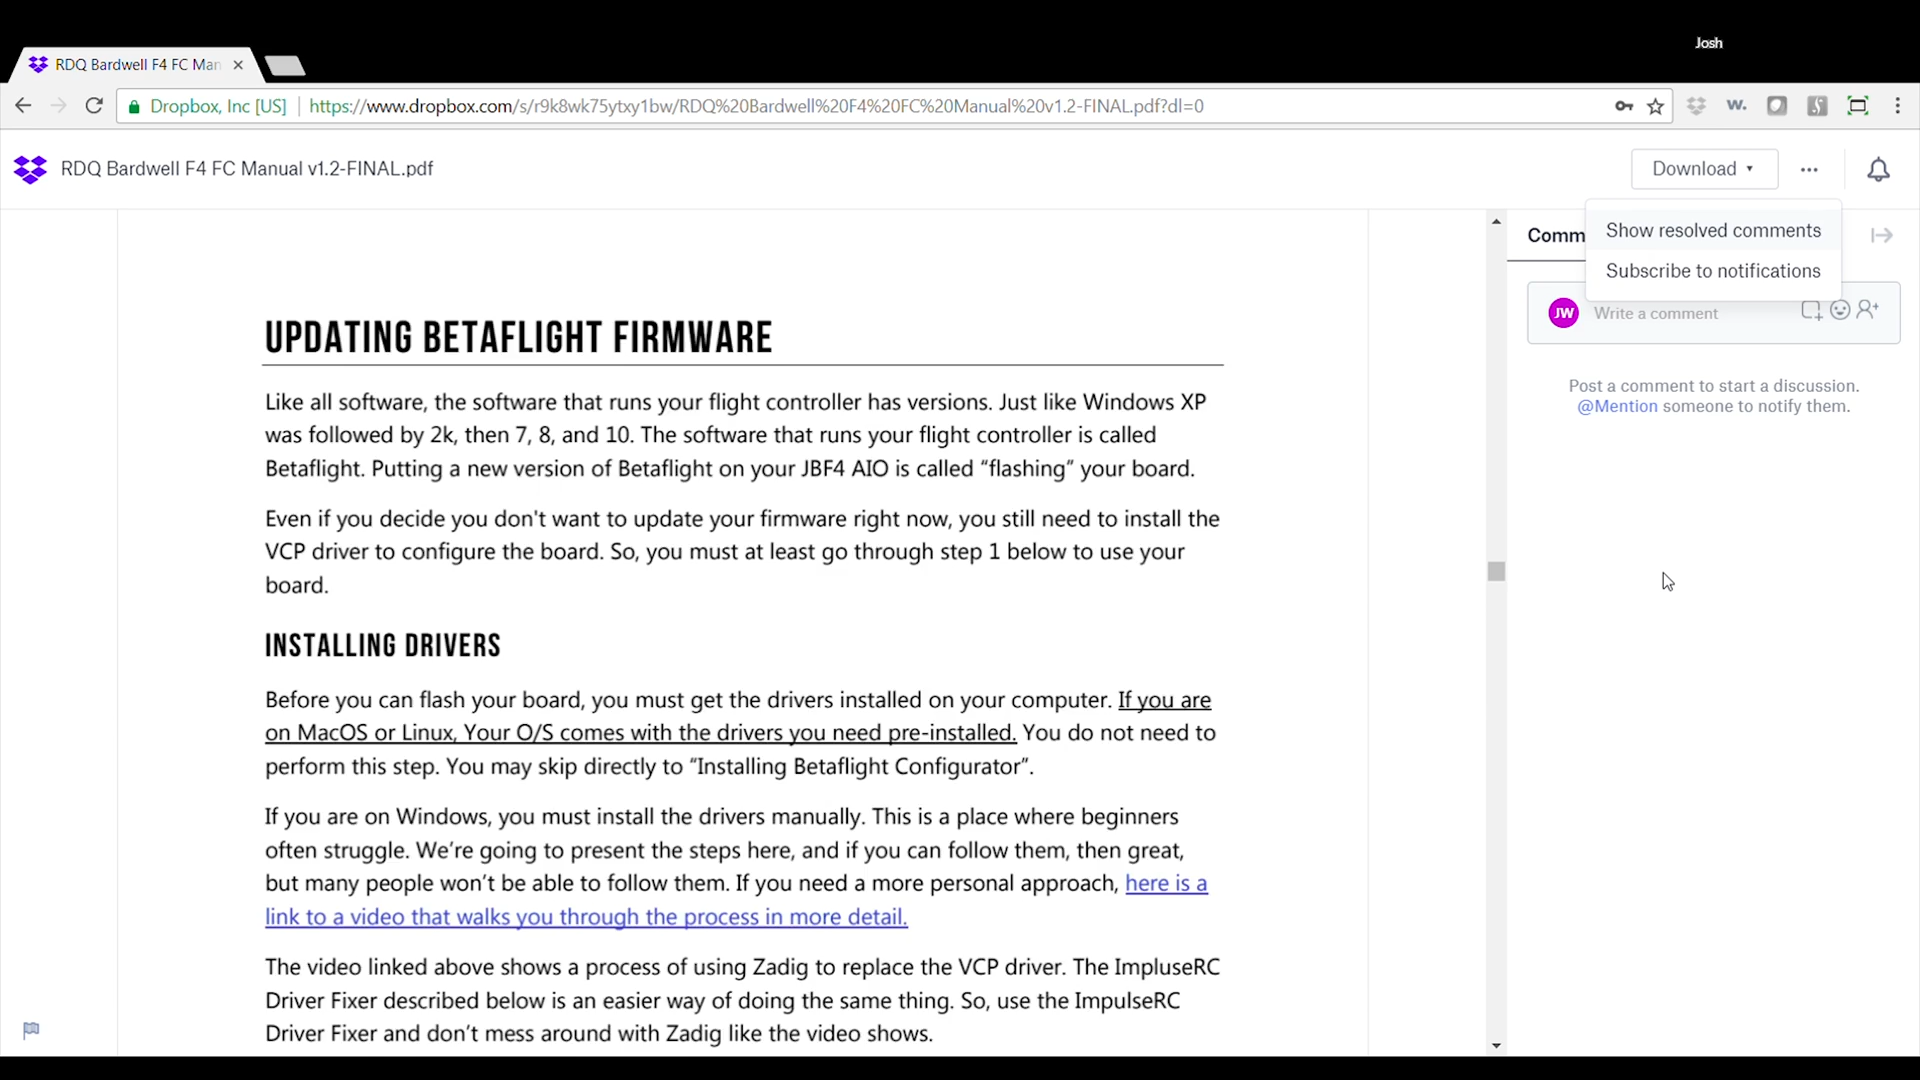 Josh
RDQ Bardwell F4 FC Man
Dropbox, Inc [US]
https://www.dropbox.com/s/r9k8wk75ytxy1bw/RDQ%20Bardwell%20F4%20FC%20Manual%20v1.2-FINAL.pdf?dl=0
W.
RDQ Bardwell F4 FC Manual v1.2-FINAL.pdf
Download
Comm
Show resolved comments
Subscribe to notifications
JW
Write a comment
Post a comment to start a discussion.
@Mention someone to notify them.
UPDATING BETAFLIGHT FIRMWARE
Like all software, the software that runs your flight controller has versions. Just like Windows XP
was followed by 2k, then 7, 8, and 10. The software that runs your flight controller is called
Betaflight. Putting a new version of Betaflight on your JBF4 AIO is called “flashing” your board.
Even if you decide you don't want to update your firmware right now, you still need to install the
VCP driver to configure the board. So, you must at least go through step 1 below to use your
board.
INSTALLING DRIVERS
Before you can flash your board, you must get the drivers installed on your computer. If you are
on MacOS or Linux, Your O/S comes with the drivers you need pre-installed. You do not need to
perform this step. You may skip directly to “Installing Betaflight Configurator”.
If you are on Windows, you must install the drivers manually. This is a place where beginners
often struggle. We’re going to present the steps here, and if you can follow them, then great,
but many people won’t be able to follow them. If you need a more personal approach, here is a
link to a video that walks you through the process in more detail.
The video linked above shows a process of using Zadig to replace the VCP driver. The ImpluseRC
Driver Fixer described below is an easier way of doing the same thing. So, use the ImpulseRC
Driver Fixer and don’t mess around with Zadig like the video shows.